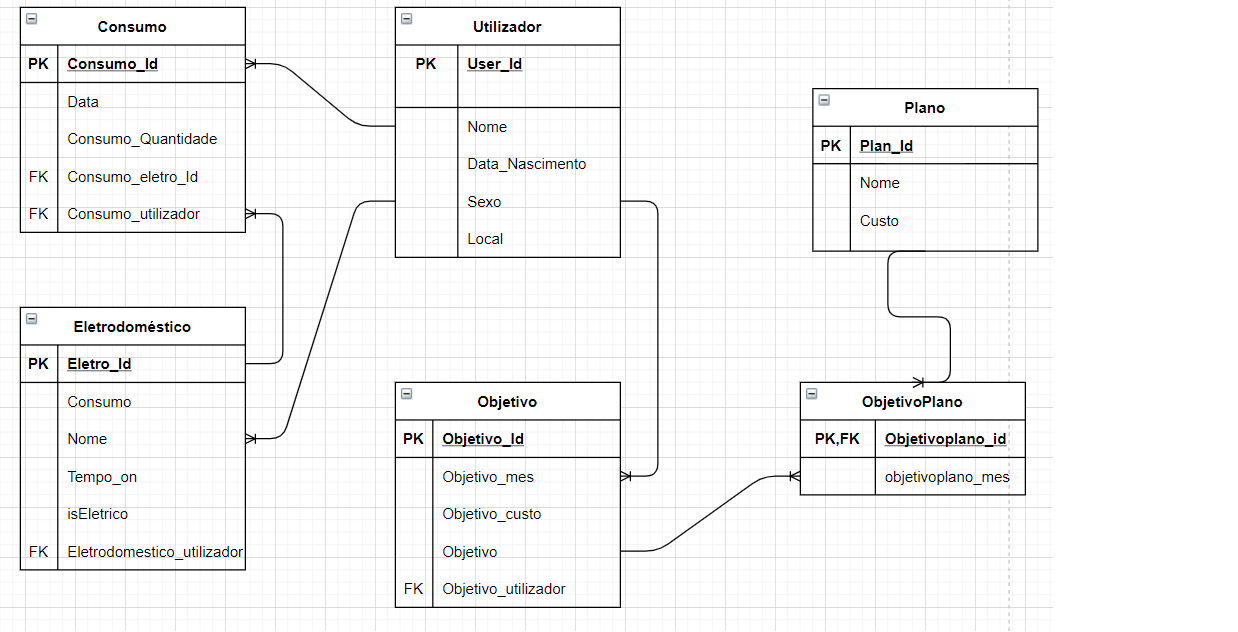 Consumo
PK Consumo_Id
Data
Consumo_Quantidade
FK Consumo_eletro_Id
FK Consumo_utilizador
Utilizador
PK User_Id
Nome
Data_Nascimento
Sexo
Local
Plano
PK Plan_Id
Nome
Custo
Eletrodoméstico
PK Eletro_Id
Consumo
Nome
Tempo_on
isEletrico
FK Eletrodomestico_utilizador
Objetivo
PK Objetivo_Id
Objetivo_mes
Objetivo_custo
Objetivo
FK Objetivo_utilizador
ObjetivoPlano
PK,FK Objetivoplano_id
objetivoplano_mes